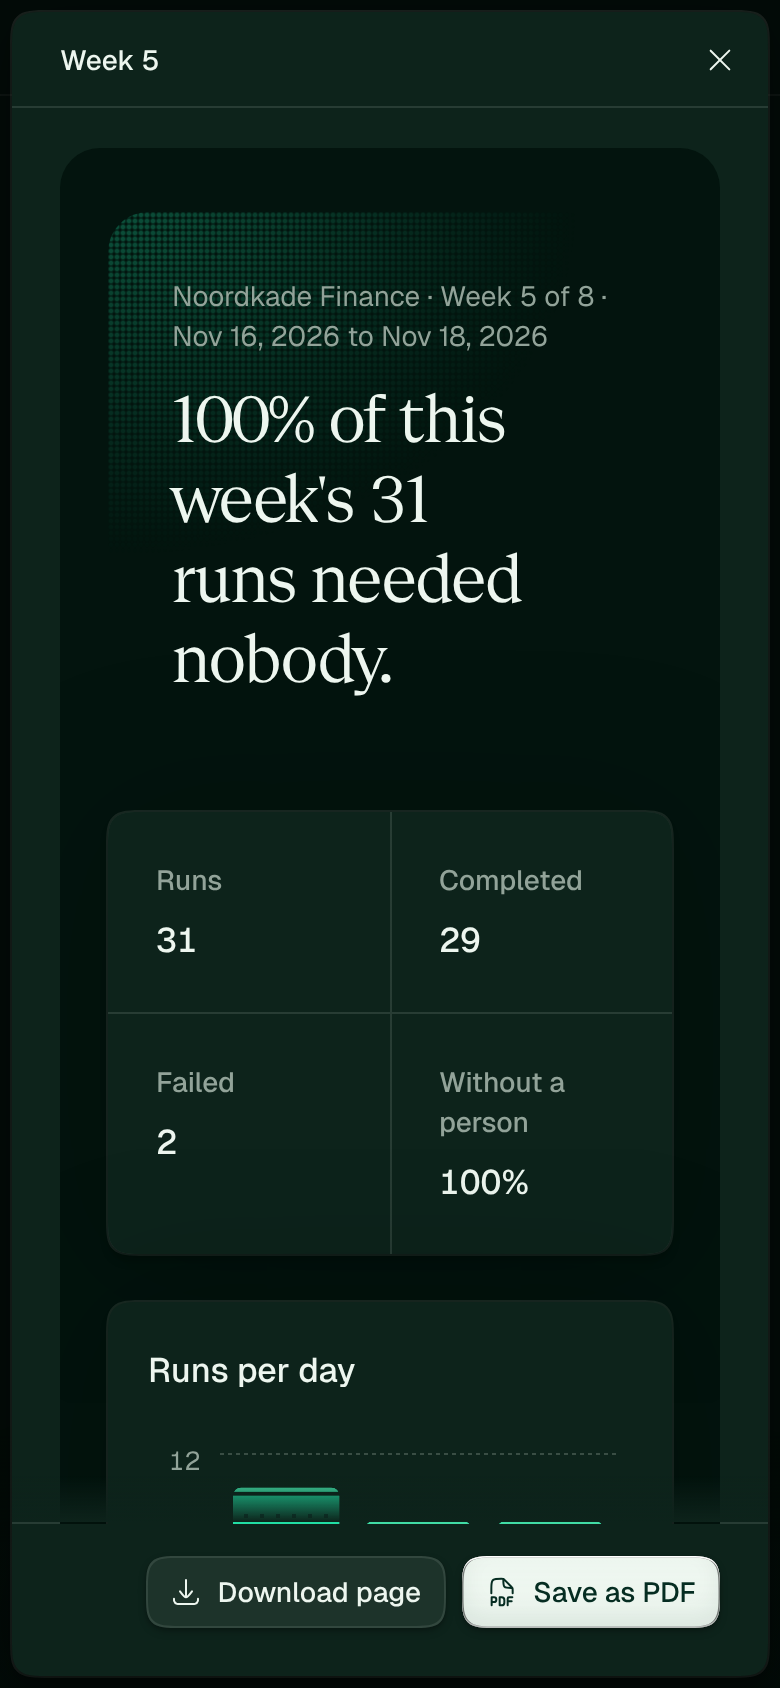 Week 5
Noordkade Finance · Week 5 of 8 ·
Nov 16, 2026 to Nov 18, 2026
100% of this
week's 31
runs needed
nobody.
Runs
31
Completed
29
Failed
2
Without a
person
100%
Runs per day
12
Download page
PDF
Save as PDF